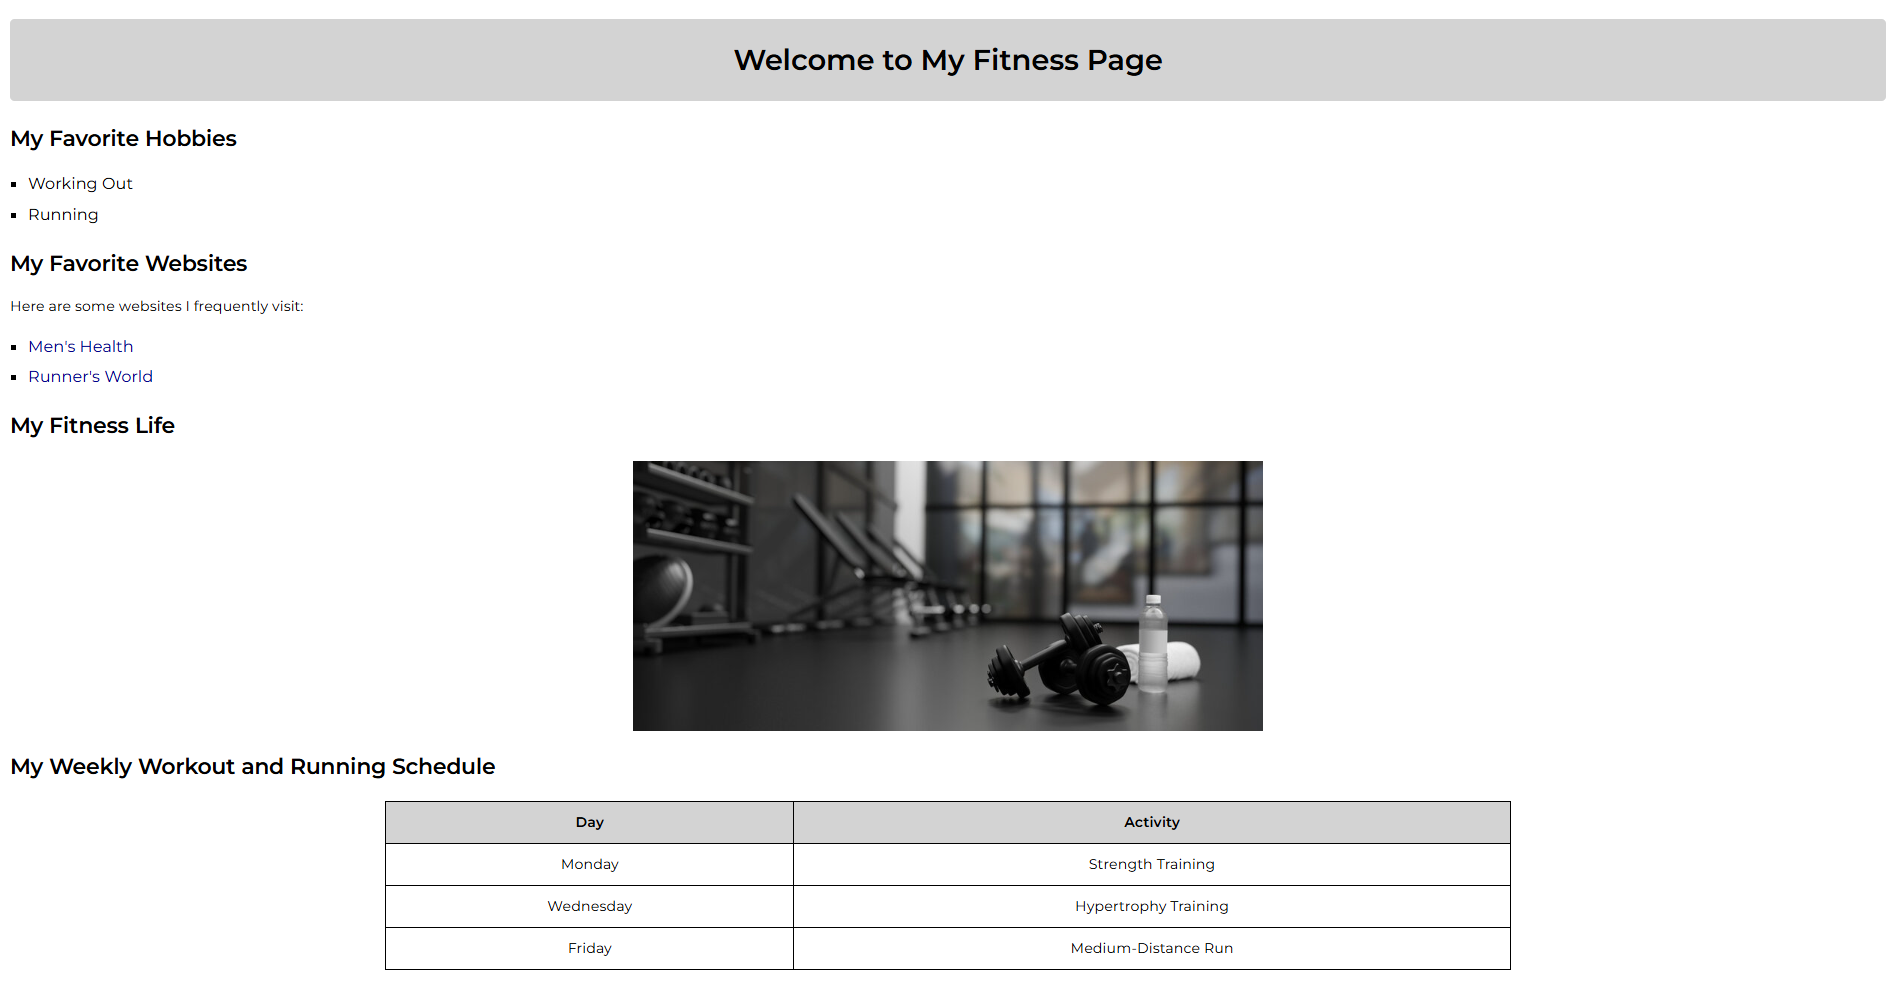 Welcome to My Fitness Page
My Favorite Hobbies
Working Out
Running
My Favorite Websites
Here are some websites I frequently visit:
Men's Health
Runner's World
My Fitness Life
My Weekly Workout and Running Schedule
Day Activity
Monday Strength Training
Wednesday Hypertrophy Training
Friday Medium-Distance Run